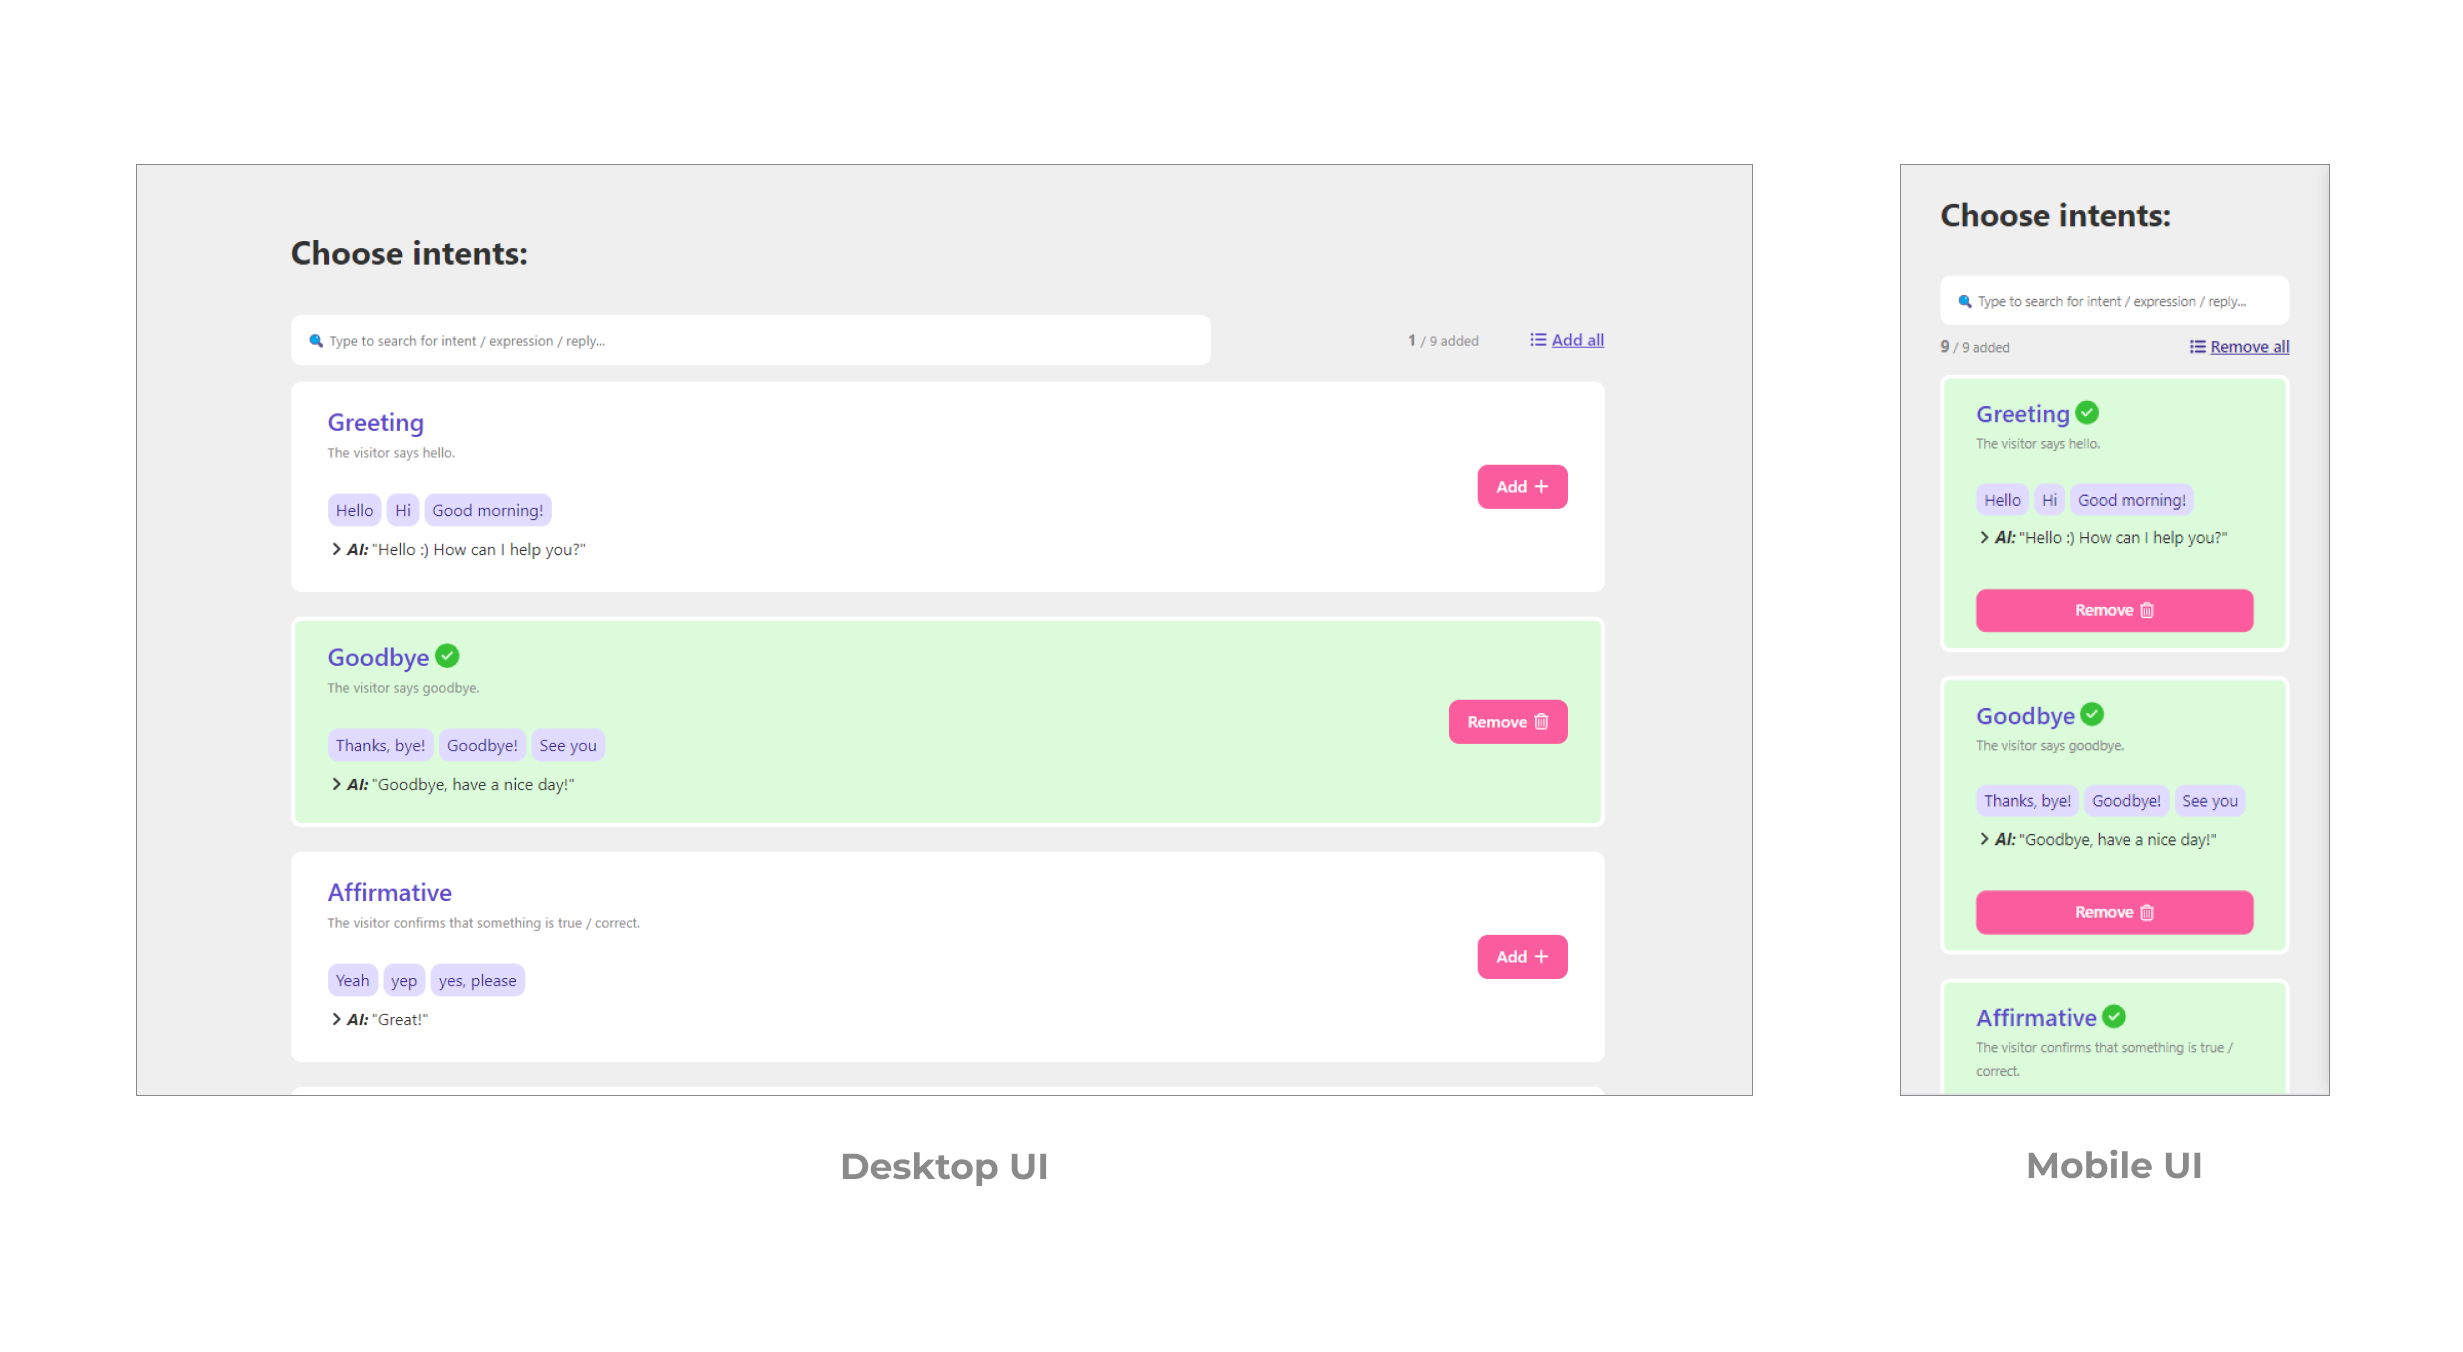 Choose intents:
Type to search for intent / expression / reply...
1 / 9 added
Add all
Greeting
The visitor says hello.
Hello Hi Good morning!
AI: "Hello :) How can I help you?"
Add +
Goodbye
The visitor says goodbye.
Thanks, bye! Goodbye! See you
AI: "Goodbye, have a nice day!"
Remove
Affirmative
The visitor confirms that something is true / correct.
Yeah yep yes, please
AI: "Great!"
Add +
Desktop UI
Choose intents:
Type to search for intent / expression / reply...
9 / 9 added
Remove all
Greeting
The visitor says hello.
Hello Hi Good morning!
AI: "Hello :) How can I help you?"
Remove
Goodbye
The visitor says goodbye.
Thanks, bye! Goodbye! See you
AI: "Goodbye, have a nice day!"
Remove
Affirmative
The visitor confirms that something is true /
correct.
Mobile UI